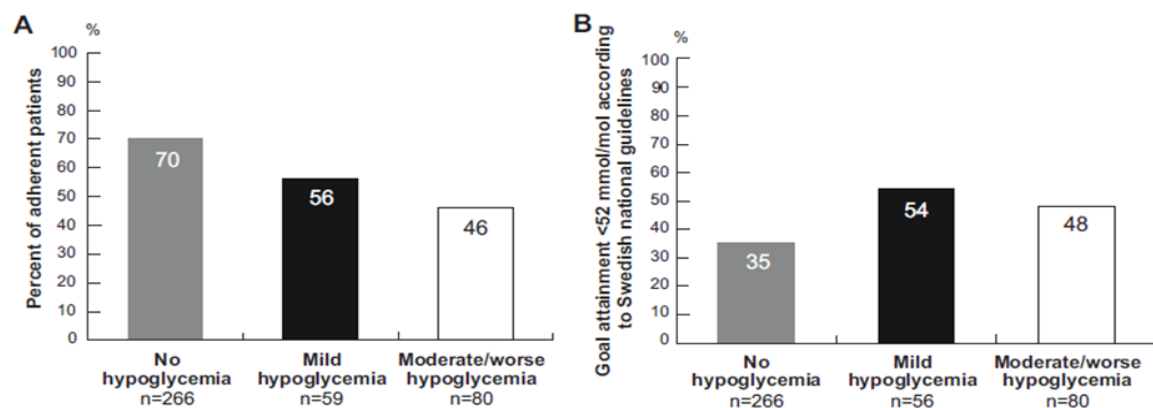 A
%
Percent of adherent patients
100
90
80
70
60
50
40
30
20
10
0
70
56
46
No
hypoglycemia
n=266
Mild
hypoglycemia
n=59
Moderate/worse
hypoglycemia
n=80
B
%
Goal attainment <52 mmol/mol according
to Swedish national guidelines
100
90
80
70
60
50
40
30
20
10
0
35
54
48
No
hypoglycemia
n=266
Mild
hypoglycemia
n=56
Moderate/worse
hypoglycemia
n=80